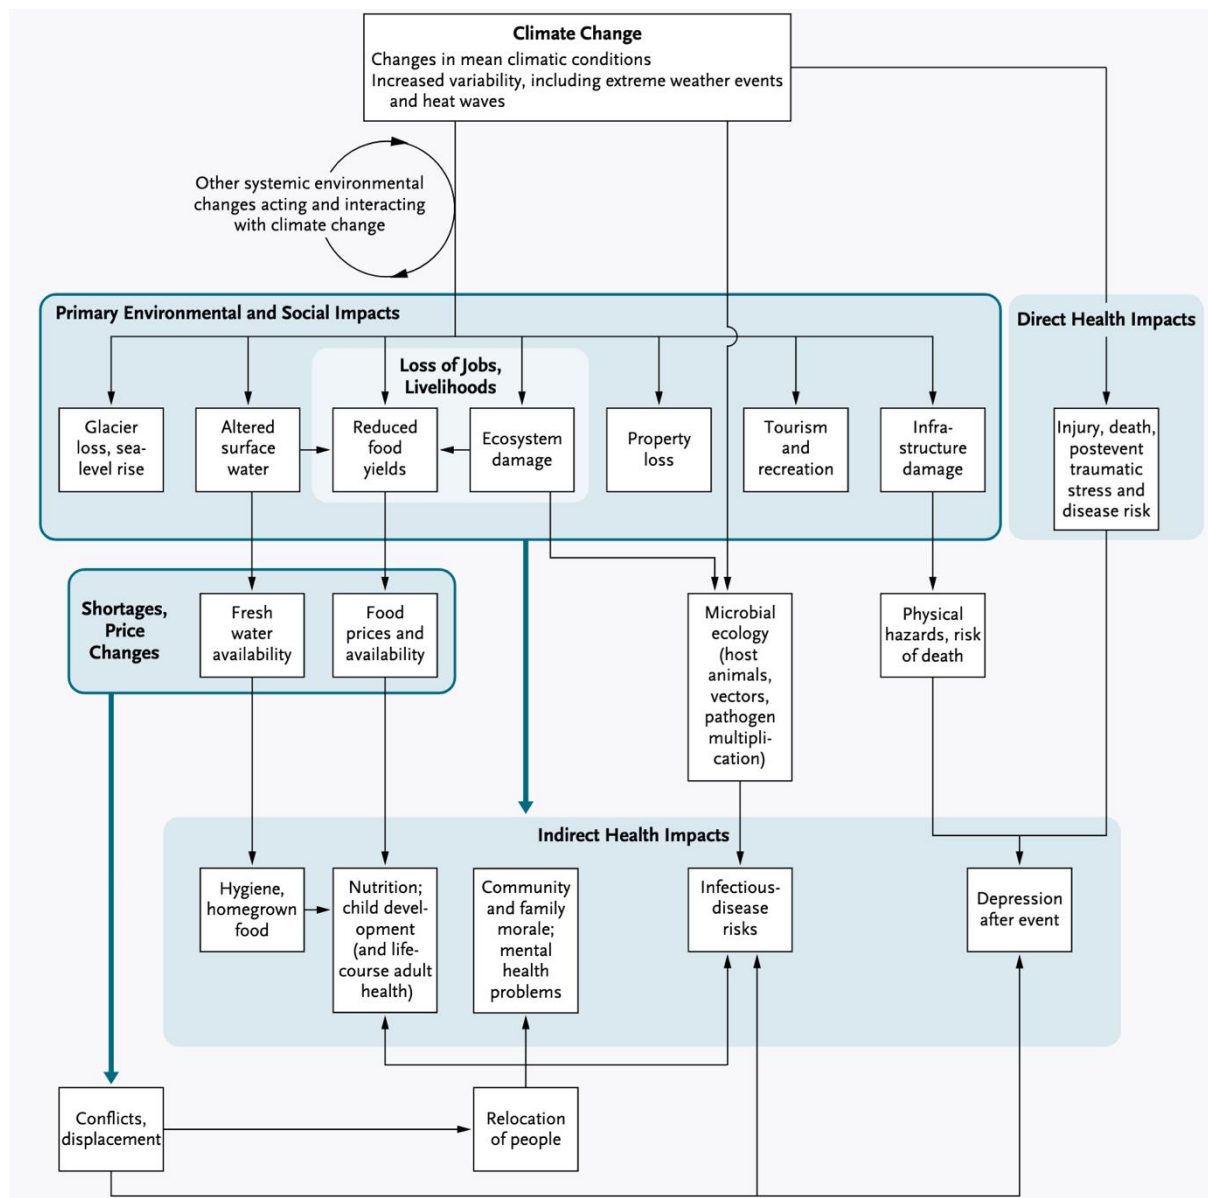 Climate Change
Changes in mean climatic conditions
Increased variability, including extreme weather events
and heat waves
Other systemic environmental
changes acting and interacting
with climate change
Primary Environmental and Social Impacts
Direct Health Impacts
Loss of Jobs,
Livelihoods
Glacier
loss, sea-
level rise
Altered
surface
water
Reduced
food
yields
Ecosystem
damage
Property
loss
Tourism
and
recreation
Infra-
structure
damage
Injury, death,
postevent
traumatic
stress and
disease risk
Shortages,
Price
Changes
Fresh
water
availability
Food
prices and
availability
Microbial
ecology
(host
animals,
vectors,
pathogen
multipli-
cation)
Physical
hazards, risk
of death
Indirect Health Impacts
Hygiene,
homegrown
food
Nutrition;
child devel-
opment
(and life-
course adult
health)
Community
and family
morale;
mental
health
problems
Infectious-
disease
risks
Depression
after event
Conflicts,
displacement
Relocation
of people